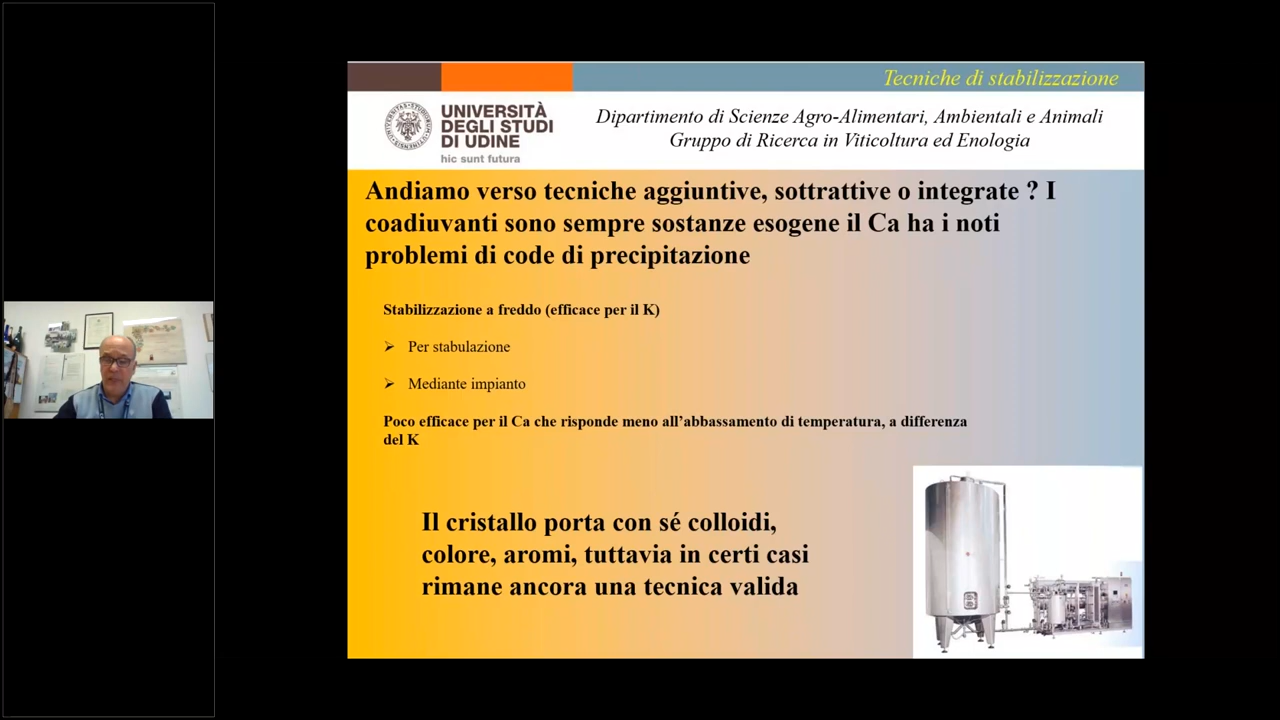 Tecniche di stabilizzazione
UNIVERSITÀ
DEGLI STUDI
DI UDINE
hic sunt futura
Dipartimento di Scienze Agro-Alimentari, Ambientali e Animali
Gruppo di Ricerca in Viticoltura ed Enologia
Andiamo verso tecniche aggiuntive, sottrattive o integrate ? I
coadiuvanti sono sempre sostanze esogene il Ca ha i noti
problemi di code di precipitazione
Stabilizzazione a freddo (efficace per il K)
Per stabulazione
Mediante impianto
Poco efficace per il Ca che risponde meno all’abbassamento di temperatura, a differenza
del K
Il cristallo porta con sé colloidi,
colore, aromi, tuttavia in certi casi
rimane ancora una tecnica valida